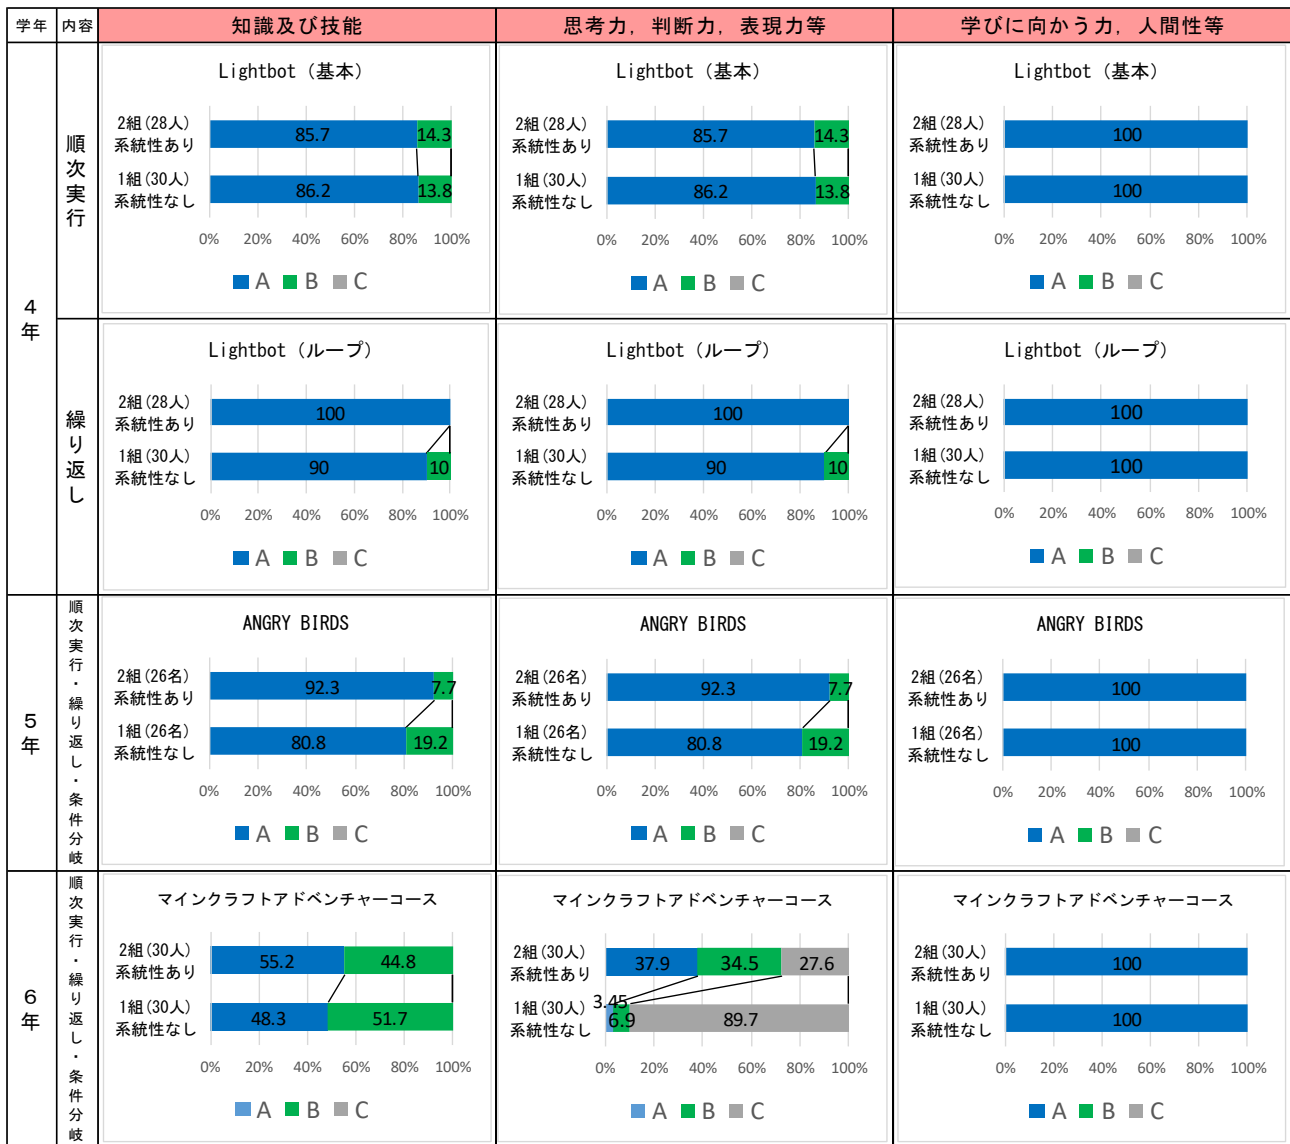 学年 内容 知識及び技能 思考力，判断力，表現力等 学びに向かう力，人間性等
4年
順次実行
Lightbot（基本）
2組(28人)
系統性あり
85.7 14.3
1組(30人)
系統性なし
86.2 13.8
0% 20% 40% 60% 80% 100%
A B C
Lightbot（基本）
2組(28人)
系統性あり
85.7 14.3
1組(30人)
系統性なし
86.2 13.8
0% 20% 40% 60% 80% 100%
A B C
Lightbot（基本）
2組(28人)
系統性あり
100
1組(30人)
系統性なし
100
0% 20% 40% 60% 80% 100%
A B C
繰り返し
Lightbot（ループ）
2組(28人)
系統性あり
100
1組(30人)
系統性なし
90 10
0% 20% 40% 60% 80% 100%
A B C
Lightbot（ループ）
2組(28人)
系統性あり
100
1組(30人)
系統性なし
90 10
0% 20% 40% 60% 80% 100%
A B C
Lightbot（ループ）
2組(28人)
系統性あり
100
1組(30人)
系統性なし
100
0% 20% 40% 60% 80% 100%
A B C
5年
順次実行・繰り返し・条件分岐
ANGRY BIRDS
2組(26名)
系統性あり
92.3 7.7
1組(26名)
系統性なし
80.8 19.2
0% 20% 40% 60% 80% 100%
A B C
ANGRY BIRDS
2組(26名)
系統性あり
92.3 7.7
1組(26名)
系統性なし
80.8 19.2
0% 20% 40% 60% 80% 100%
A B C
ANGRY BIRDS
2組(26名)
系統性あり
100
1組(26名)
系統性なし
100
0% 20% 40% 60% 80% 100%
A B C
6年
順次実行・繰り返し・条件分岐
マインクラフトアドベンチャーコース
2組(30人)
系統性あり
55.2 44.8
1組(30人)
系統性なし
48.3 51.7
0% 20% 40% 60% 80% 100%
A B C
マインクラフトアドベンチャーコース
2組(30人)
系統性あり
37.9 34.5 27.6
1組(30人)
系統性なし
3.45 6.9 89.7
0% 20% 40% 60% 80% 100%
A B C
マインクラフトアドベンチャーコース
2組(30人)
系統性あり
100
1組(30人)
系統性なし
100
0% 20% 40% 60% 80% 100%
A B C